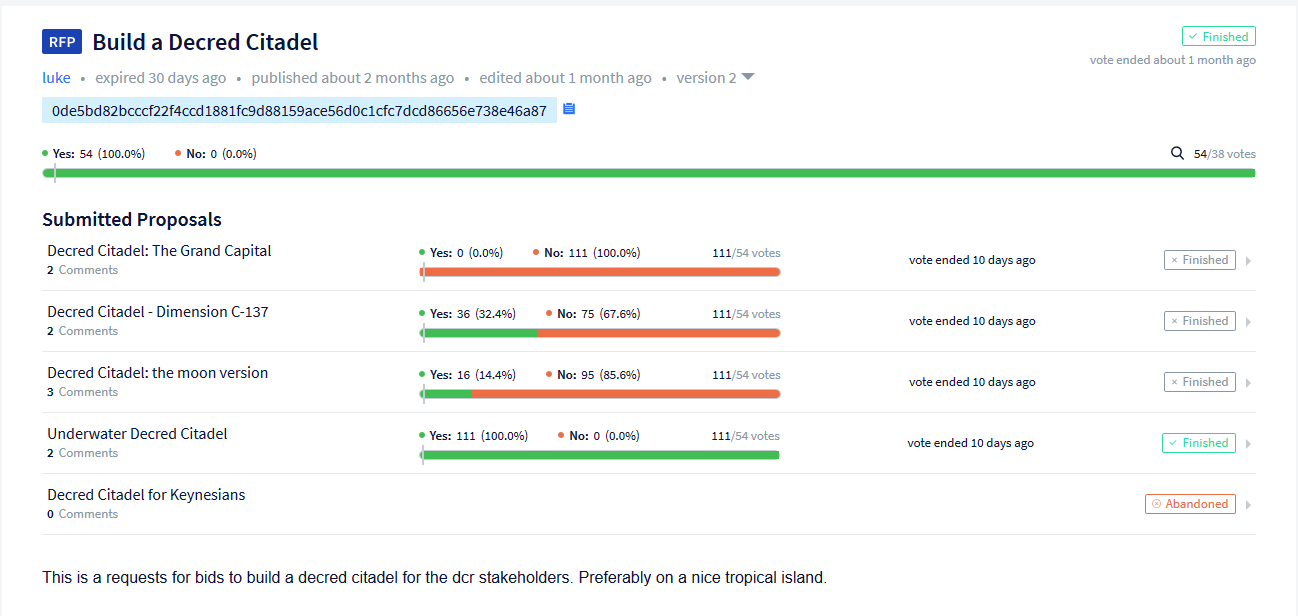 RFP Build a Decred Citadel
✓ Finished
luke • expired 30 days ago • published about 2 months ago • edited about 1 month ago • version 2
vote ended about 1 month ago
0de5bd82bcccf22f4ccd1881fc9d88159ace56d0c1cfc7dcd86656e738e46a87
Yes: 54 (100.0%) No: 0 (0.0%) 54/38 votes
Submitted Proposals
Decred Citadel: The Grand Capital
2 Comments
Yes: 0 (0.0%) No: 111 (100.0%) 111/54 votes
vote ended 10 days ago
× Finished
Decred Citadel - Dimension C-137
2 Comments
Yes: 36 (32.4%) No: 75 (67.6%) 111/54 votes
vote ended 10 days ago
× Finished
Decred Citadel: the moon version
3 Comments
Yes: 16 (14.4%) No: 95 (85.6%) 111/54 votes
vote ended 10 days ago
× Finished
Underwater Decred Citadel
2 Comments
Yes: 111 (100.0%) No: 0 (0.0%) 111/54 votes
vote ended 10 days ago
✓ Finished
Decred Citadel for Keynesians
0 Comments
Abandoned
This is a requests for bids to build a decred citadel for the dcr stakeholders. Preferably on a nice tropical island.